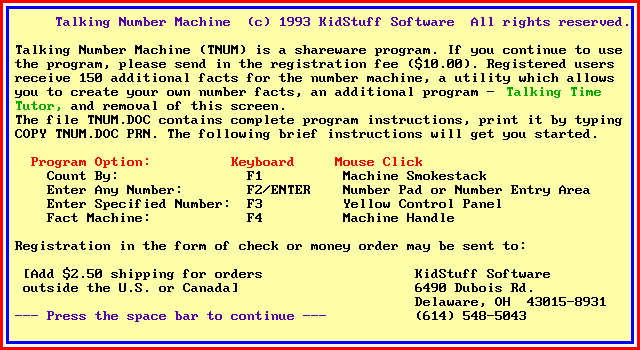 Talking Number Machine (c) 1993 KidStuff Software All rights reserved.
Talking Number Machine (TNUM) is a shareware program. If you continue to use
the program, please send in the registration fee ($10.00). Registered users
receive 150 additional facts for the number machine, a utility which allows
you to create your own number facts, an additional program - Talking Time
Tutor, and removal of this screen.
The file TNUM.DOC contains complete program instructions, print it by typing
COPY TNUM.DOC PRN. The following brief instructions will get you started.
Program Option: Keyboard Mouse Click
Count By: F1 Machine Smokestack
Enter Any Number: F2/ENTER Number Pad or Number Entry Area
Enter Specified Number: F3 Yellow Control Panel
Fact Machine: F4 Machine Handle
Registration in the form of check or money order may be sent to:
[Add $2.50 shipping for orders KidStuff Software
outside the U.S. or Canada] 6490 Dubois Rd.
Delaware, OH 43015-8931
--- Press the space bar to continue --- (614) 548-5043